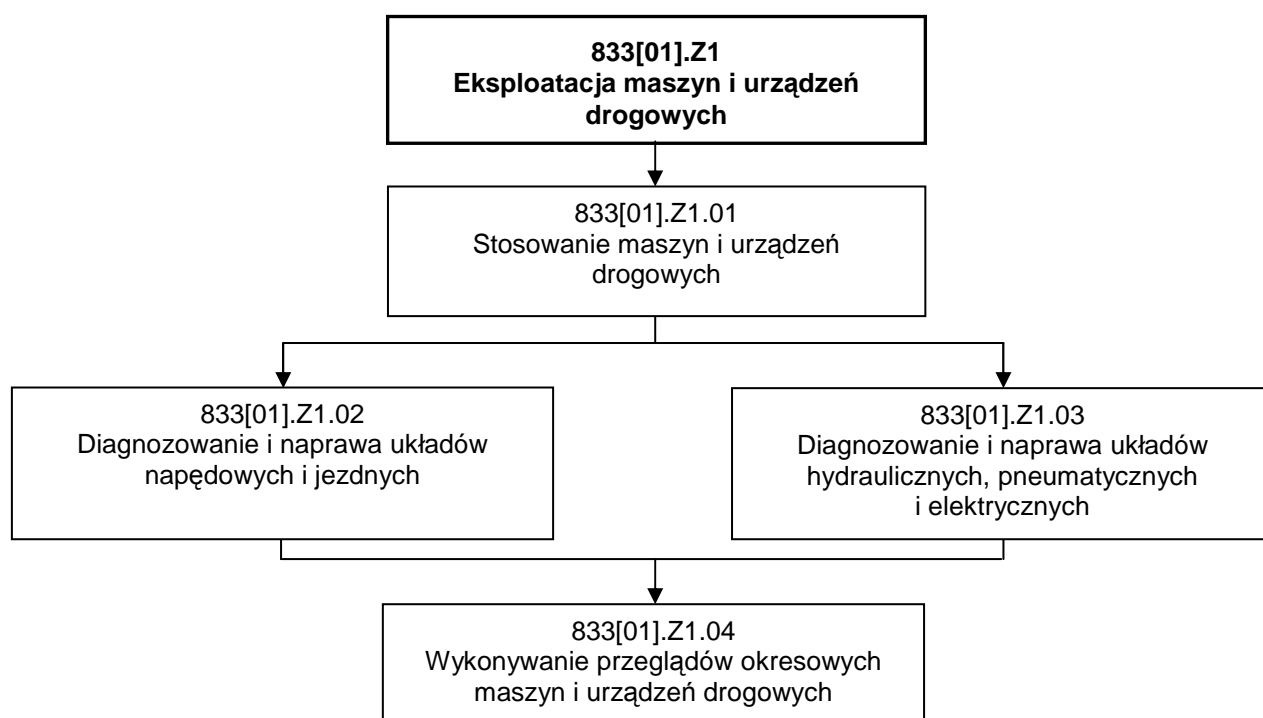 833[01].Z1
Eksploatacja maszyn i urządzeń
drogowych
833[01].Z1.01
Stosowanie maszyn i urządzeń
drogowych
833[01].Z1.02
Diagnozowanie i naprawa układów
napędowych i jezdnych
833[01].Z1.03
Diagnozowanie i naprawa układów
hydraulicznych, pneumatycznych
i elektrycznych
833[01].Z1.04
Wykonywanie przeglądów okresowych
maszyn i urządzeń drogowych